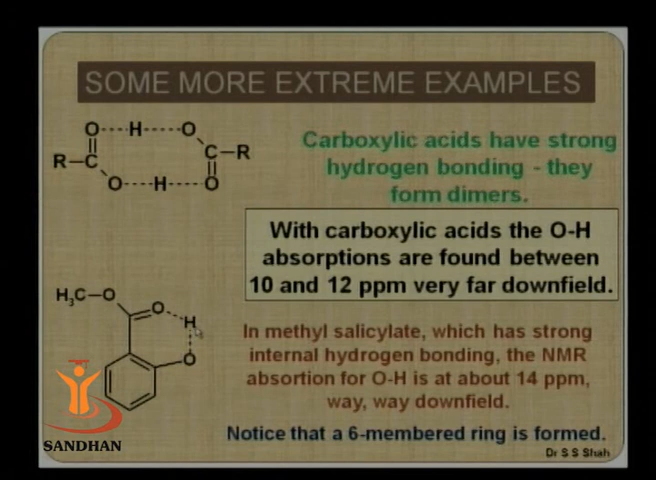 SOME MORE EXTREME EXAMPLES
O H O
R-C C-R
O H O
Carboxylic acids have strong
hydrogen bonding - they
form dimers.
With carboxylic acids the O-H
absorptions are found between
10 and 12 ppm very far downfield.
H3C-O O
H
O
In methyl salicylate, which has strong
internal hydrogen bonding, the NMR
absortion for O-H is at about 14 ppm,
way, way downfield.
Notice that a 6-membered ring is formed.
SANDHAN
Dr S S Shah